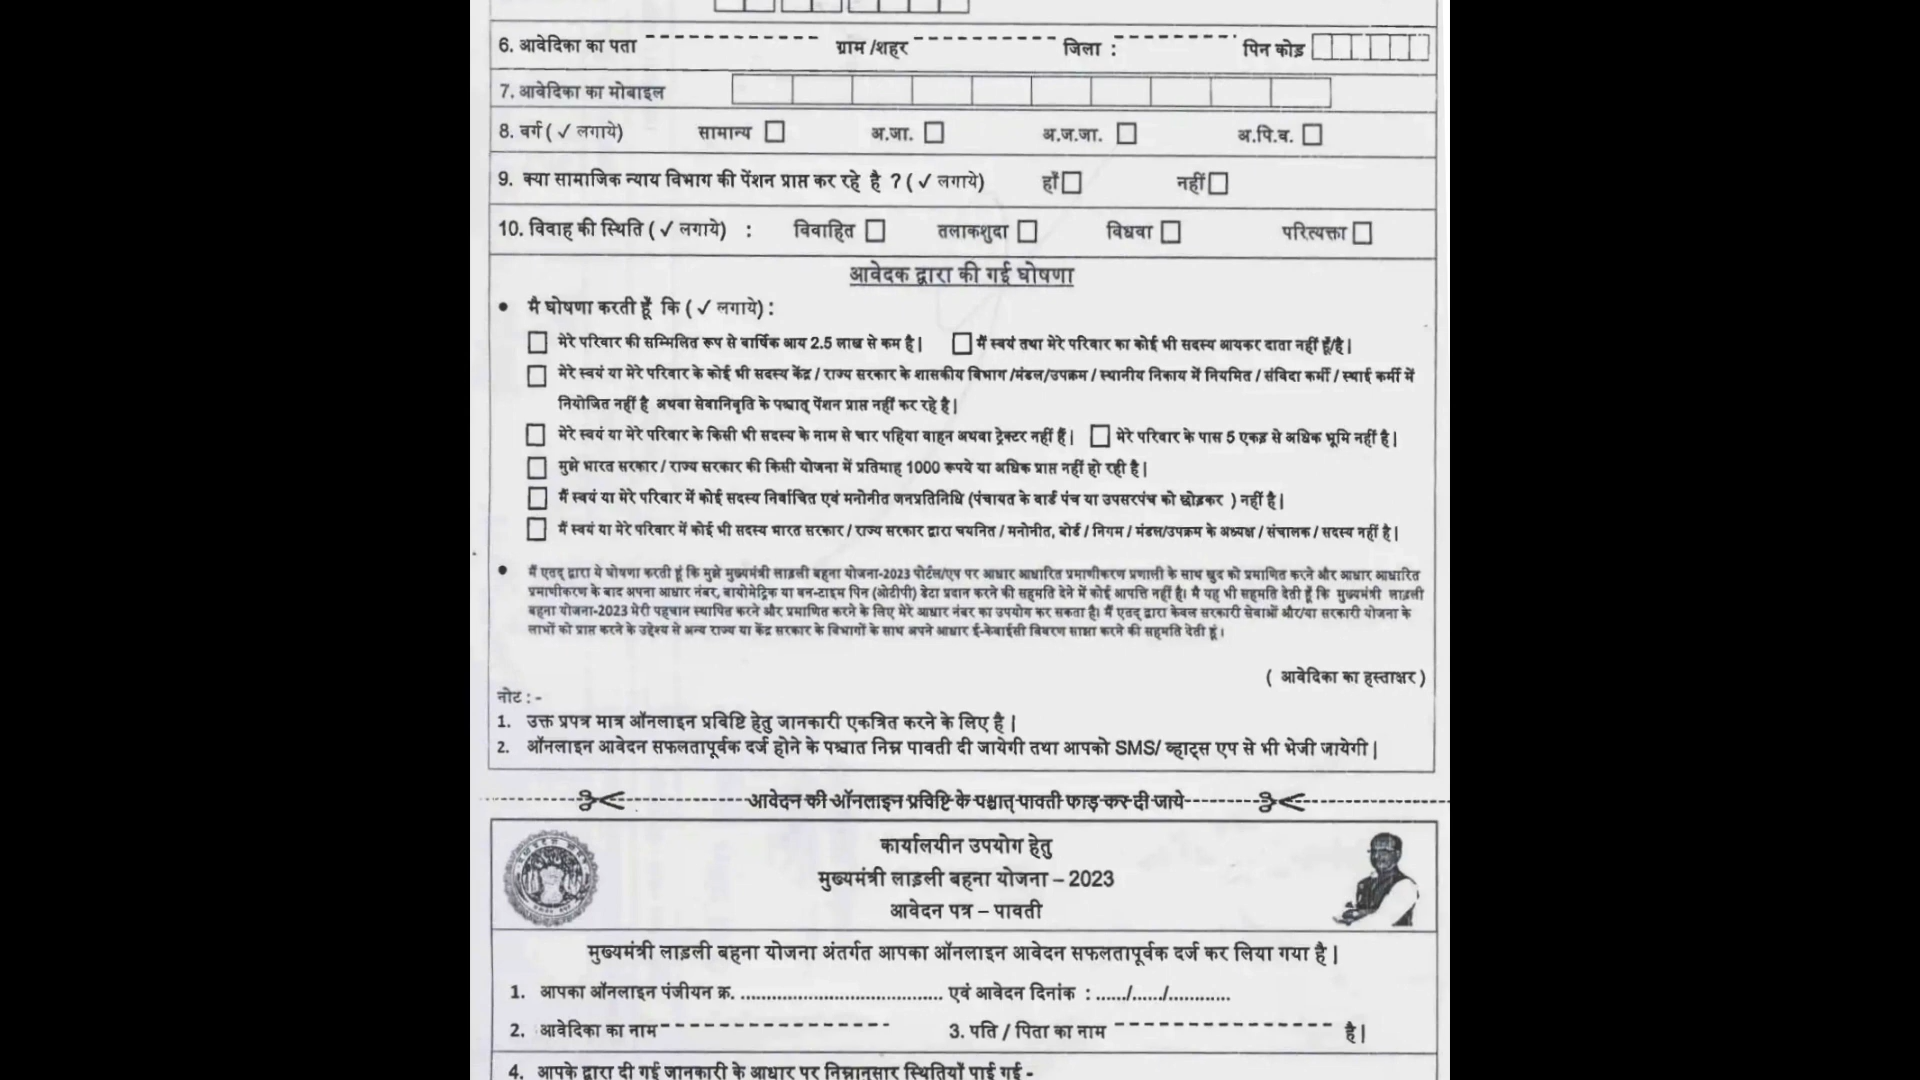 6. आवेदिका का पता ग्राम /शहर जिला : पिन कोड़
7. आवेदिका का मोबाइल
8. वर्ग ( ✓ लगाये) सामान्य अ.जा. अ.ज.जा. अ.पि.व.
9. क्या सामाजिक न्याय विभाग की पेंशन प्राप्त कर रहे है ? ( ✓ लगाये) हाँ नहीं
10. विवाह की स्थिति ( ✓ लगाये) : विवाहित तलाकशुदा विधवा परित्यक्ता
आवेदक द्वारा की गई घोषणा
• मै घोषणा करती हूँ कि ( ✓ लगाये) :
मेरे परिवार की सम्मिलित रूप से वार्षिक आय 2.5 लाख से कम है | मैं स्वयं तथा मेरे परिवार का कोई भी सदस्य आयकर दाता नहीं हूँ/है |
मेरे स्वयं या मेरे परिवार के कोई भी सदस्य केंद्र / राज्य सरकार के शासकीय विभाग /मंडल/उपक्रम / स्थानीय निकाय में नियमित / संविदा कर्मी / स्थाई कर्मी में
नियोजित नहीं है अथवा सेवानिवृति के पश्चात् पेंशन प्राप्त नहीं कर रहे है |
मेरे स्वयं या मेरे परिवार के किसी भी सदस्य के नाम से चार पहिया वाहन अथवा ट्रेक्टर नहीं हैं | मेरे परिवार के पास 5 एकड़ से अधिक भूमि नहीं है |
मुझे भारत सरकार / राज्य सरकार की किसी योजना में प्रतिमाह 1000 रूपये या अधिक प्राप्त नहीं हो रही है |
मैं स्वयं या मेरे परिवार में कोई सदस्य निर्वाचित एवं मनोनीत जनप्रतिनिधि (पंचायत के वार्ड पंच या उपसरपंच को छोड़कर ) नहीं है |
मैं स्वयं या मेरे परिवार में कोई भी सदस्य भारत सरकार / राज्य सरकार द्वारा चयनित / मनोनीत, बोर्ड / निगम / मंडल/उपक्रम के अध्यक्ष / संचालक / सदस्य नहीं है |
• मैं एतद् द्वारा ये घोषणा करती हूं कि मुझे मुख्यमंत्री लाड़ली बहना योजना-2023 पोर्टल/एप पर आधार आधारित प्रमाणीकरण प्रणाली के साथ खुद को प्रमाणित करने और आधार आधारित
प्रमाणीकरण के बाद अपना आधार नंबर, बायोमेट्रिक या वन-टाइम पिन (ओटीपी) डेटा प्रदान करने की सहमति देने में कोई आपत्ति नहीं है। मै यह भी सहमति देती हूँ कि मुख्यमंत्री लाड़ली
बहना योजना-2023 मेरी पहचान स्थापित करने और प्रमाणित करने के लिए मेरे आधार नंबर का उपयोग कर सकता है। मैं एतद् द्वारा केवल सरकारी सेवाओं और/या सरकारी योजना के
लाभों को प्राप्त करने के उद्देश्य से अन्य राज्य या केंद्र सरकार के विभागों के साथ अपने आधार ई-केवाईसी विवरण साझा करने की सहमति देती हूं।
( आवेदिका का हस्ताक्षर )
नोट : -
1. उक्त प्रपत्र मात्र ऑनलाइन प्रविष्टि हेतु जानकारी एकत्रित करने के लिए है |
2. ऑनलाइन आवेदन सफलतापूर्वक दर्ज होने के पश्चात निम्न पावती दी जायेगी तथा आपको SMS/ व्हाट्स एप से भी भेजी जायेगी |
आवेदन की ऑनलाइन प्रविष्टि के पश्चात् पावती फाड़ कर दी जाये
कार्यालयीन उपयोग हेतु
मुख्यमंत्री लाड़ली बहना योजना – 2023
आवेदन पत्र – पावती
मुख्यमंत्री लाड़ली बहना योजना अंतर्गत आपका ऑनलाइन आवेदन सफलतापूर्वक दर्ज कर लिया गया है |
1. आपका ऑनलाइन पंजीयन क्र. ...................................... एवं आवेदन दिनांक : ....../....../............
2. आवेदिका का नाम 3. पति / पिता का नाम है |
4. आपके द्वारा दी गई जानकारी के आधार पर निम्नानुसार स्थितियाँ पाई गई -